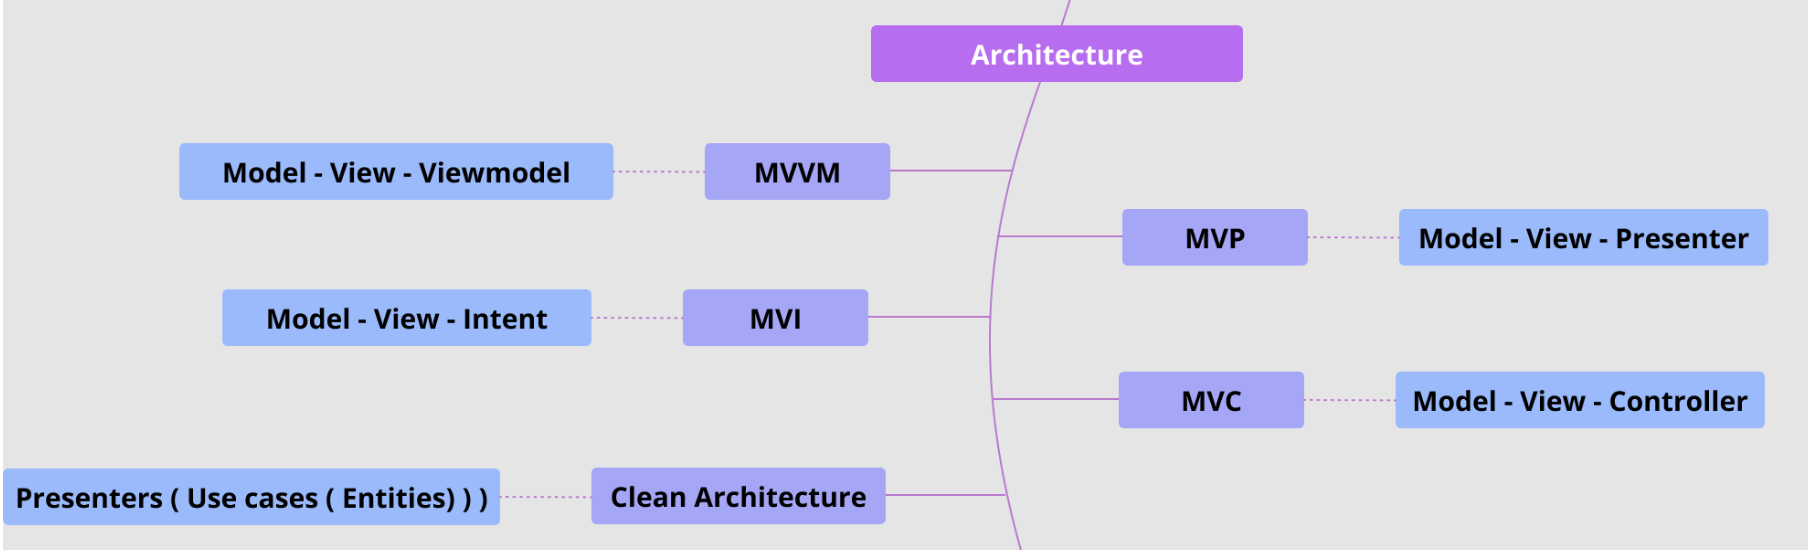 Architecture
Model - View - Viewmodel
MVVM
MVP
Model - View - Presenter
Model - View - Intent
MVI
MVC
Model - View - Controller
Presenters ( Use cases ( Entities) ) )
Clean Architecture